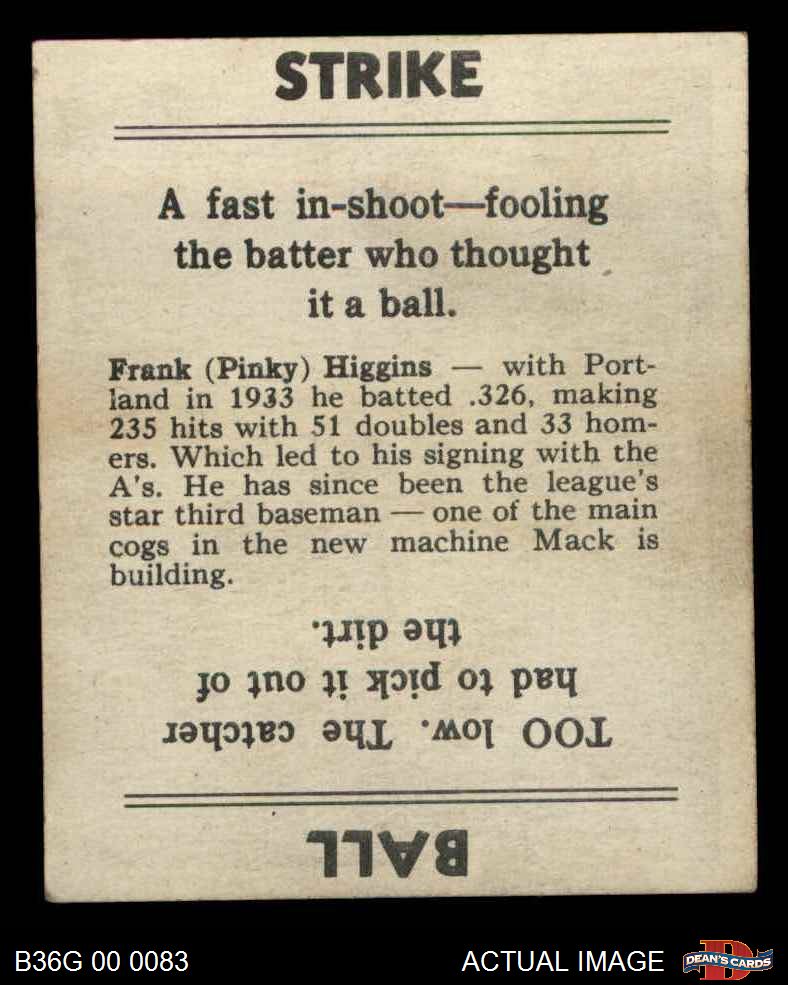 STRIKE
A fast in-shoot—fooling
the batter who thought
it a ball.
Frank (Pinky) Higgins — with Port-
land in 1933 he batted .326, making
235 hits with 51 doubles and 33 hom-
ers. Which led to his signing with the
A's. He has since been the league's
star third baseman — one of the main
cogs in the new machine Mack is
building.
BALL
TOO low. The catcher
had to pick it out of
the dirt.
B36G 00 0083
ACTUAL IMAGE
D
DEAN'S CARDS